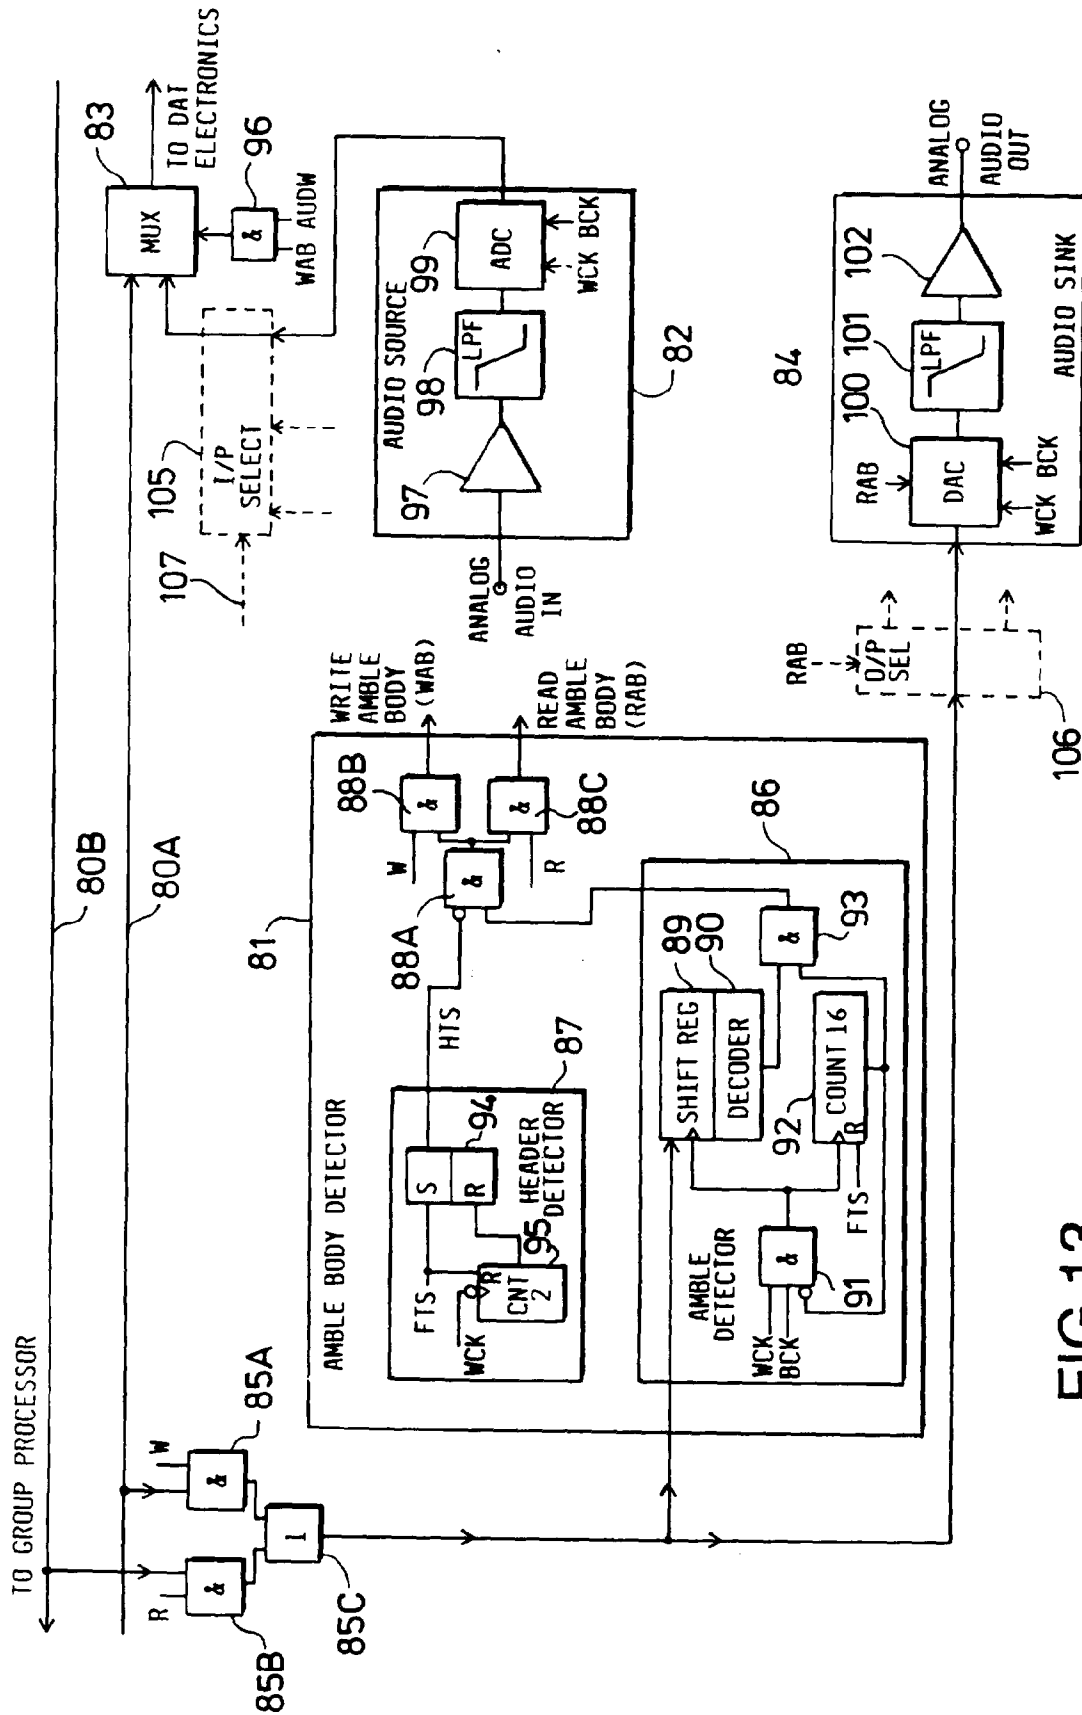 TO GROUP PROCESSOR
80B
80A
83
MUX
TO DAT
ELECTRONICS
96
&
WAB AUDW
R
&
85B
W
&
85A
1
85C
81
AMBLE BODY DETECTOR
FTS
WCK
R
CNT
2
95
S
R
94
HEADER
DETECTOR
87
HTS
88A
&
W
&
88B
WRITE
AMBLE
BODY
(WAB)
&
88C
R
READ
AMBLE
BODY
(RAB)
AMBLE
DETECTOR
WCK
BCK
&
91
FTS
R
COUNT 16
92
SHIFT REG
89
DECODER
90
&
93
86
107
105
I/P
SELECT
ANALOG
AUDIO
IN
AUDIO SOURCE
97
98
LPF
99
ADC
WCK BCK
82
RAB
O/P
SEL
106
84
RAB
100
DAC
WCK BCK
101
LPF
102
AUDIO SINK
ANALOG
AUDIO
OUT